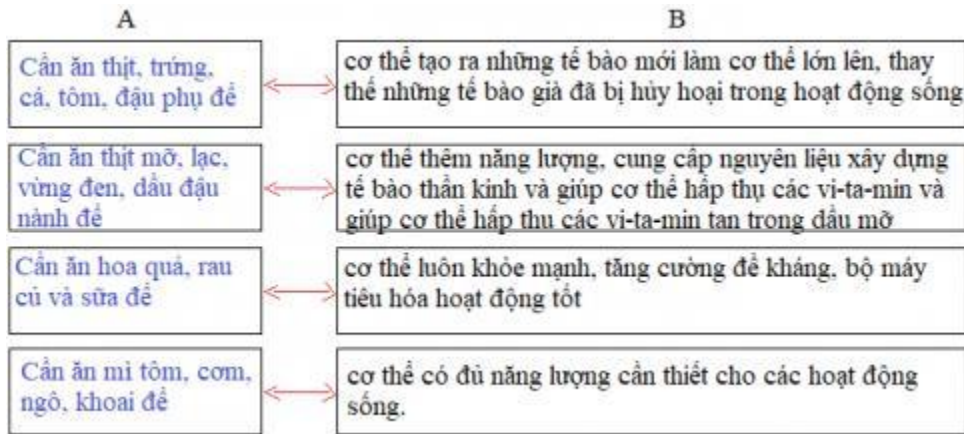 A
B
Cần ăn thịt, trứng,
cá, tôm, đậu phụ để
cơ thể tạo ra những tế bào mới làm cơ thể lớn lên, thay
thế những tế bào già đã bị hủy hoại trong hoạt động sống
Cần ăn thịt mỡ, lạc,
vừng đen, dầu đậu
nành để
cơ thể thêm năng lượng, cung cấp nguyên liệu xây dựng
tế bào thần kinh và giúp cơ thể hấp thụ các vi-ta-min và
giúp cơ thể hấp thu các vi-ta-min tan trong dầu mỡ
Cần ăn hoa quả, rau
củ và sữa để
cơ thể luôn khỏe mạnh, tăng cường đề kháng, bộ máy
tiêu hóa hoạt động tốt
Cần ăn mì tôm, cơm,
ngô, khoai để
cơ thể có đủ năng lượng cần thiết cho các hoạt động
sống.